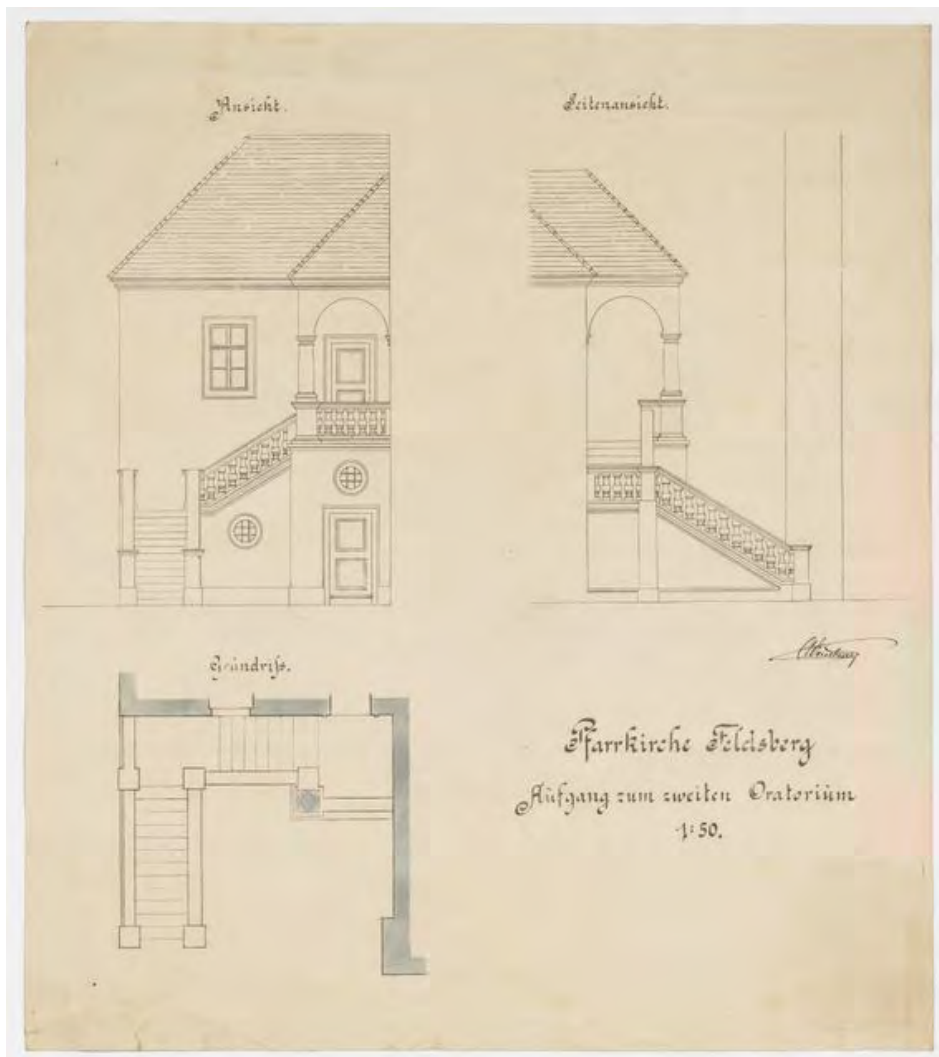 Ansicht.
Seitenansicht.
Grundriſs.
Pfarrkirche Feldsberg
Aufgang zum zweiten Oratorium
1:50.